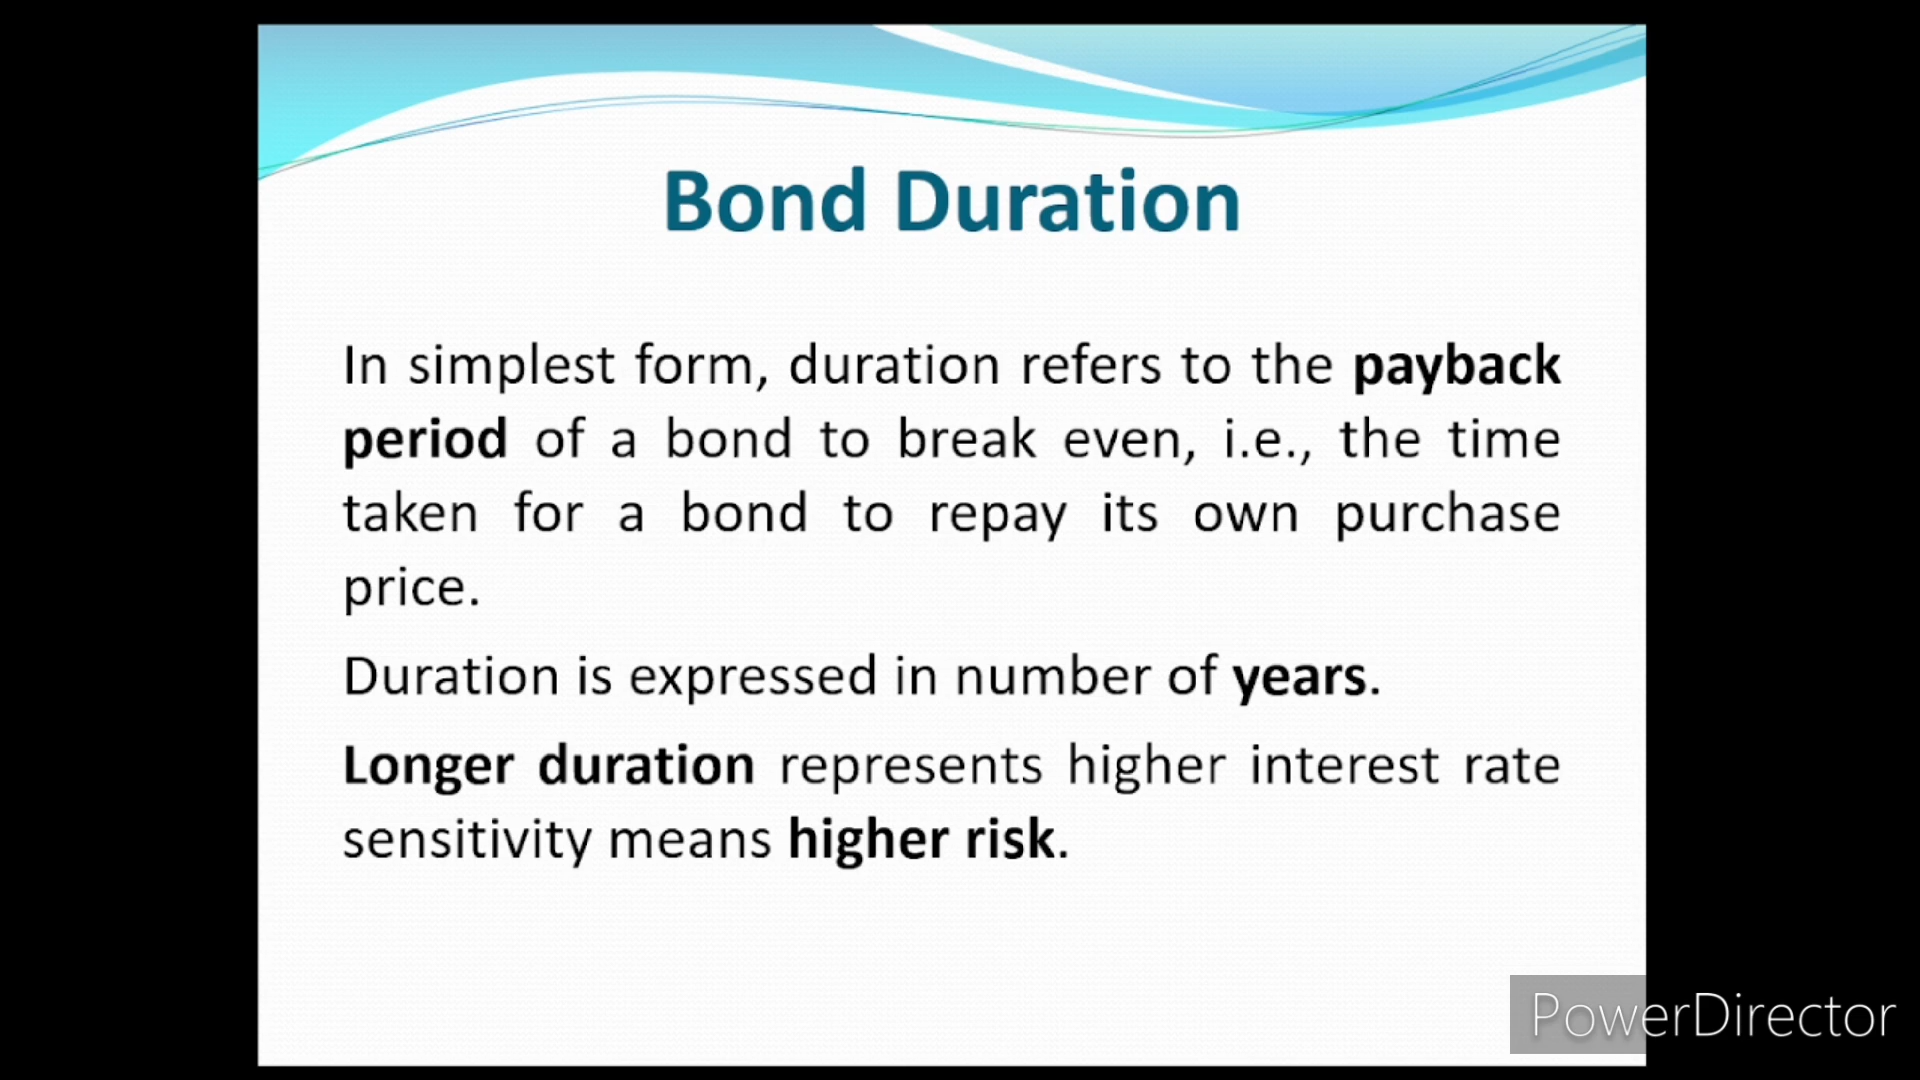 Bond Duration
In simplest form, duration refers to the payback
period of a bond to break even, i.e., the time
taken for a bond to repay its own purchase
price.
Duration is expressed in number of years.
Longer duration represents higher interest rate
sensitivity means higher risk.
PowerDirector